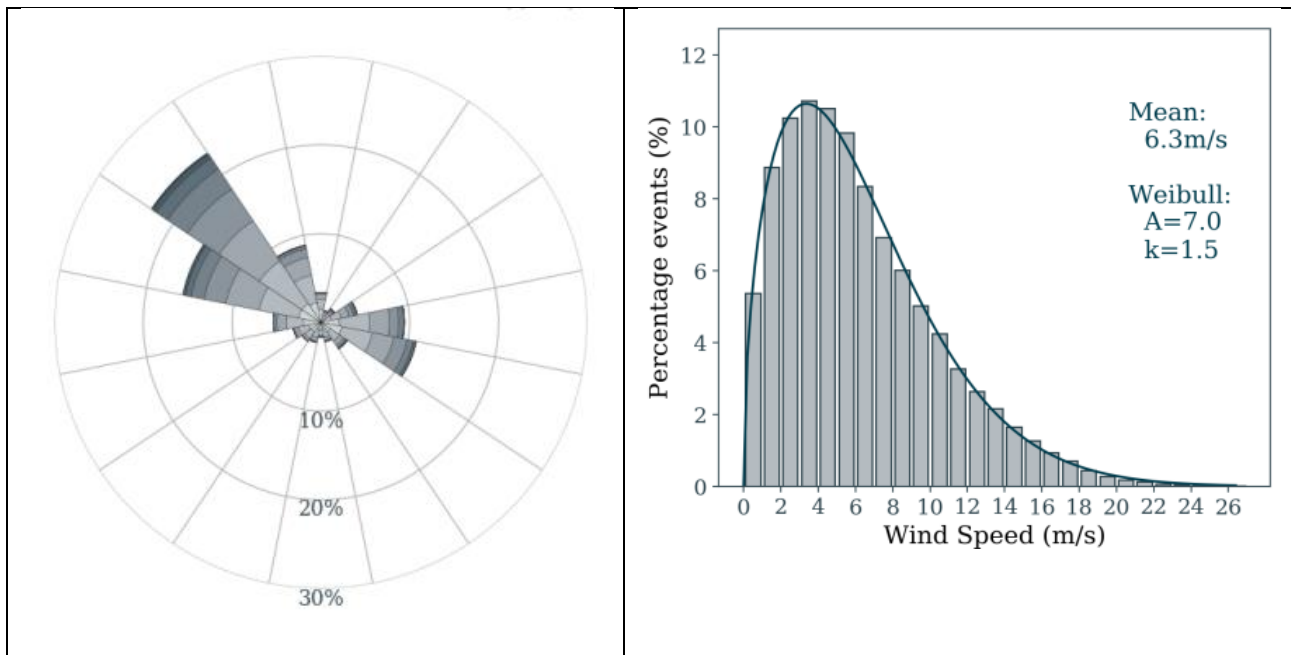 10%
20%
30%
12
10
8
6
4
2
0
Percentage events (%)
Mean:
6.3m/s
Weibull:
A=7.0
k=1.5
0 2 4 6 8 10 12 14 16 18 20 22 24 26
Wind Speed (m/s)